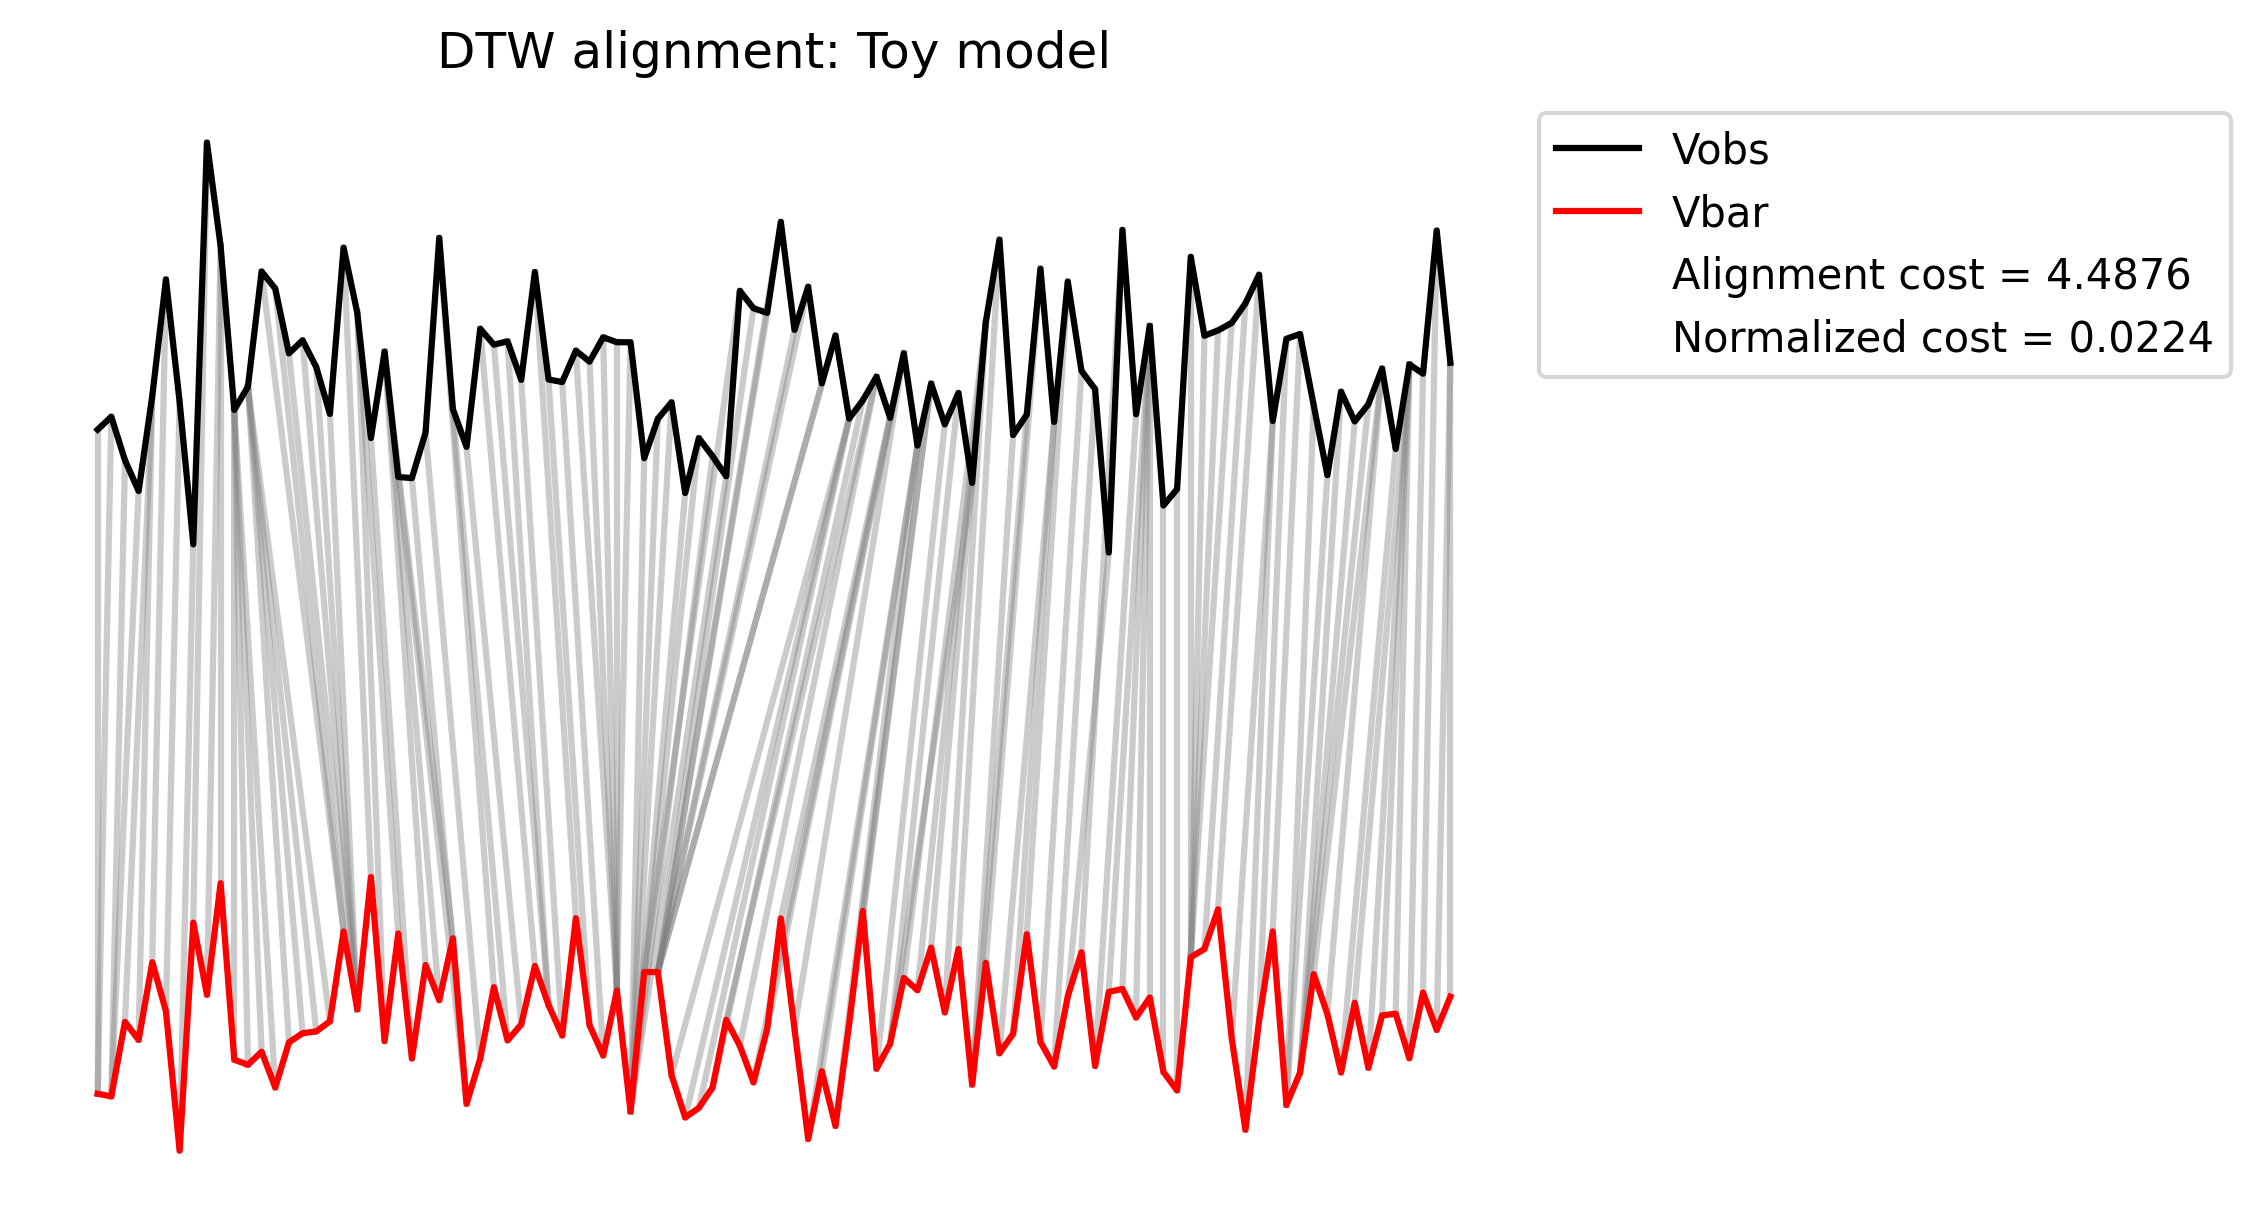 DTW alignment: Toy model
Vobs
Vbar
Alignment cost = 4.4876
Normalized cost = 0.0224